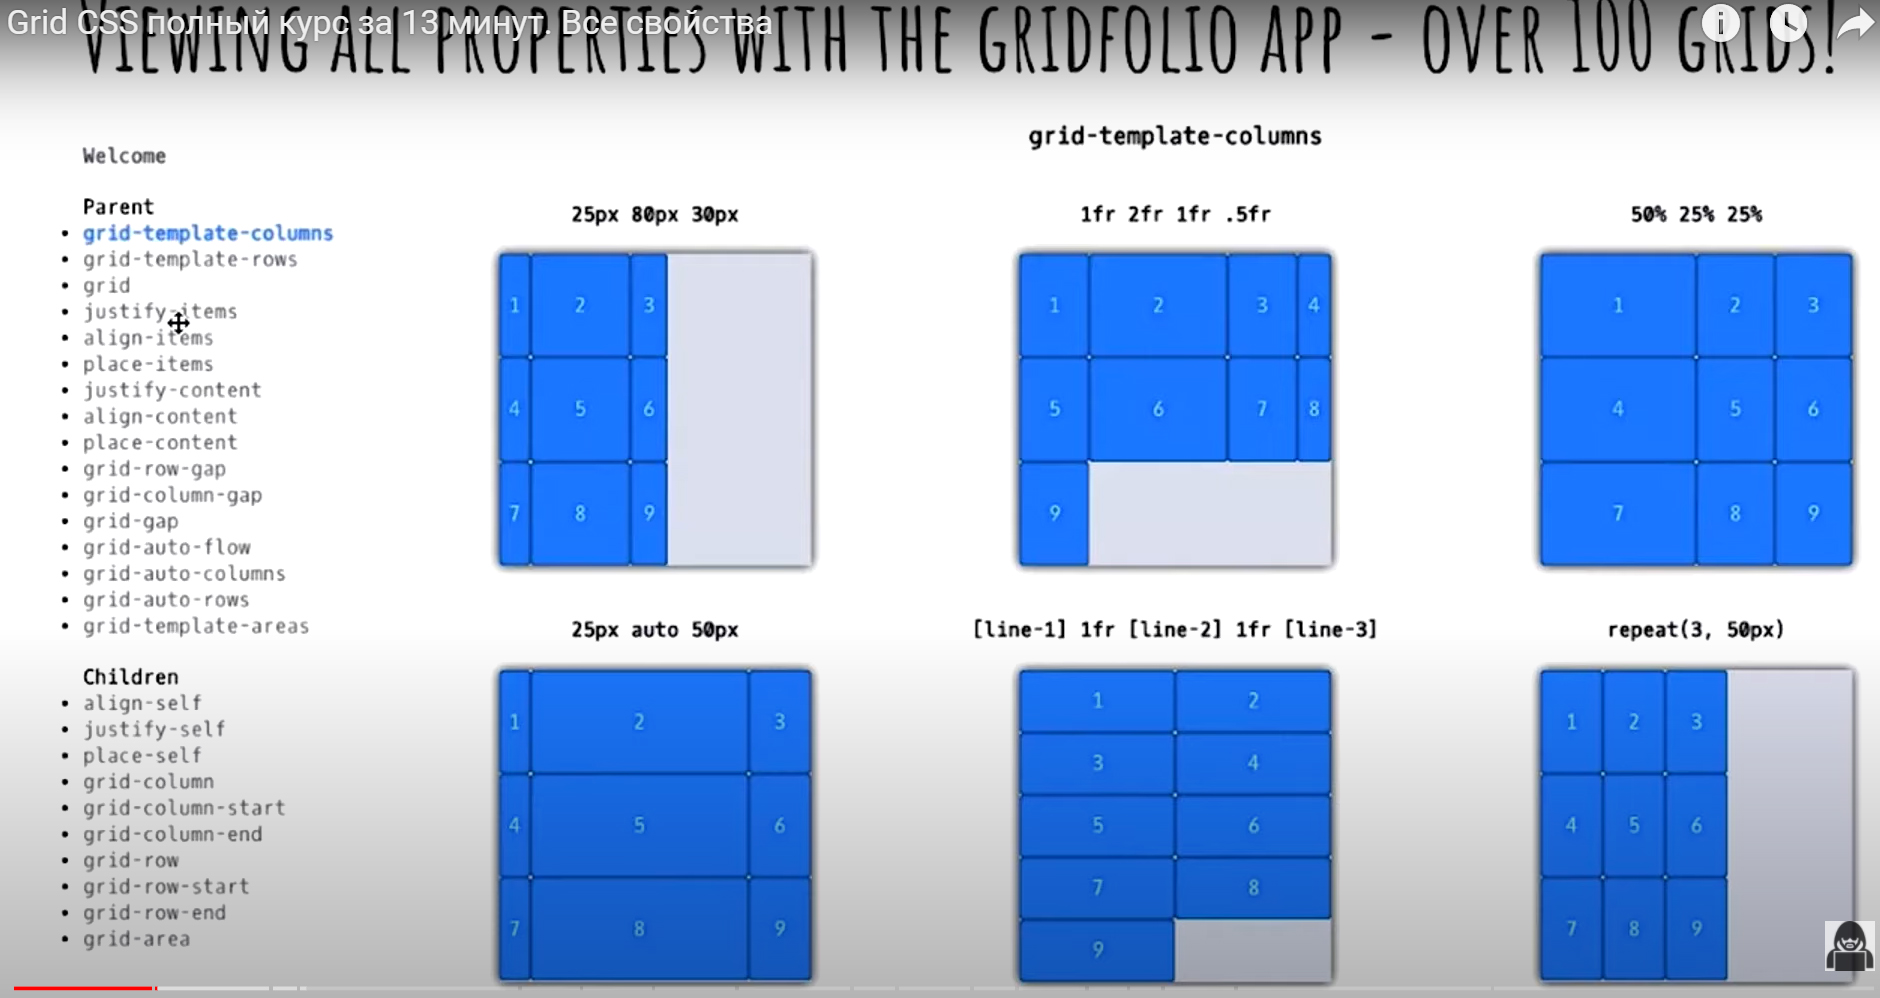 Grid CSS полный курс за 13 минут. Все свойства
VIEWING ALL PROPERTIES WITH THE GRIDFOLIO APP - OVER 100 GRIDS!
Welcome
Parent
grid-template-columns
grid-template-rows
grid
justify-items
align-items
place-items
justify-content
align-content
place-content
grid-row-gap
grid-column-gap
grid-gap
grid-auto-flow
grid-auto-columns
grid-auto-rows
grid-template-areas
Children
align-self
justify-self
place-self
grid-column
grid-column-start
grid-column-end
grid-row
grid-row-start
grid-row-end
grid-area
grid-template-columns
25px 80px 30px
1 2 3
4 5 6
7 8 9
1fr 2fr 1fr .5fr
1 2 3 4
5 6 7 8
9
50% 25% 25%
1 2 3
4 5 6
7 8 9
25px auto 50px
1 2 3
4 5 6
7 8 9
[line-1] 1fr [line-2] 1fr [line-3]
1 2
3 4
5 6
7 8
9
repeat(3, 50px)
1 2 3
4 5 6
7 8 9